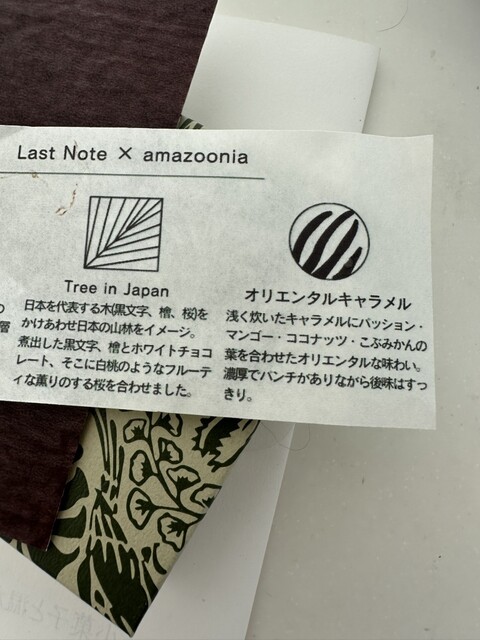 Last Note × amazoonia
Tree in Japan
日本を代表する木(黒文字、檜、桜)を
かけあわせ日本の山林をイメージ。
煮出した黒文字、檜とホワイトチョコ
レート、そこに白桃のようなフルーテ
ィな薫りのする桜を合わせました。
オリエンタルキャラメル
浅く炊いたキャラメルにパッション・
マンゴー・ココナッツ・こぶみかんの
葉を合わせたオリエンタルな味わい。
濃厚でパンチがありながら後味はすっ
きり。
の
層